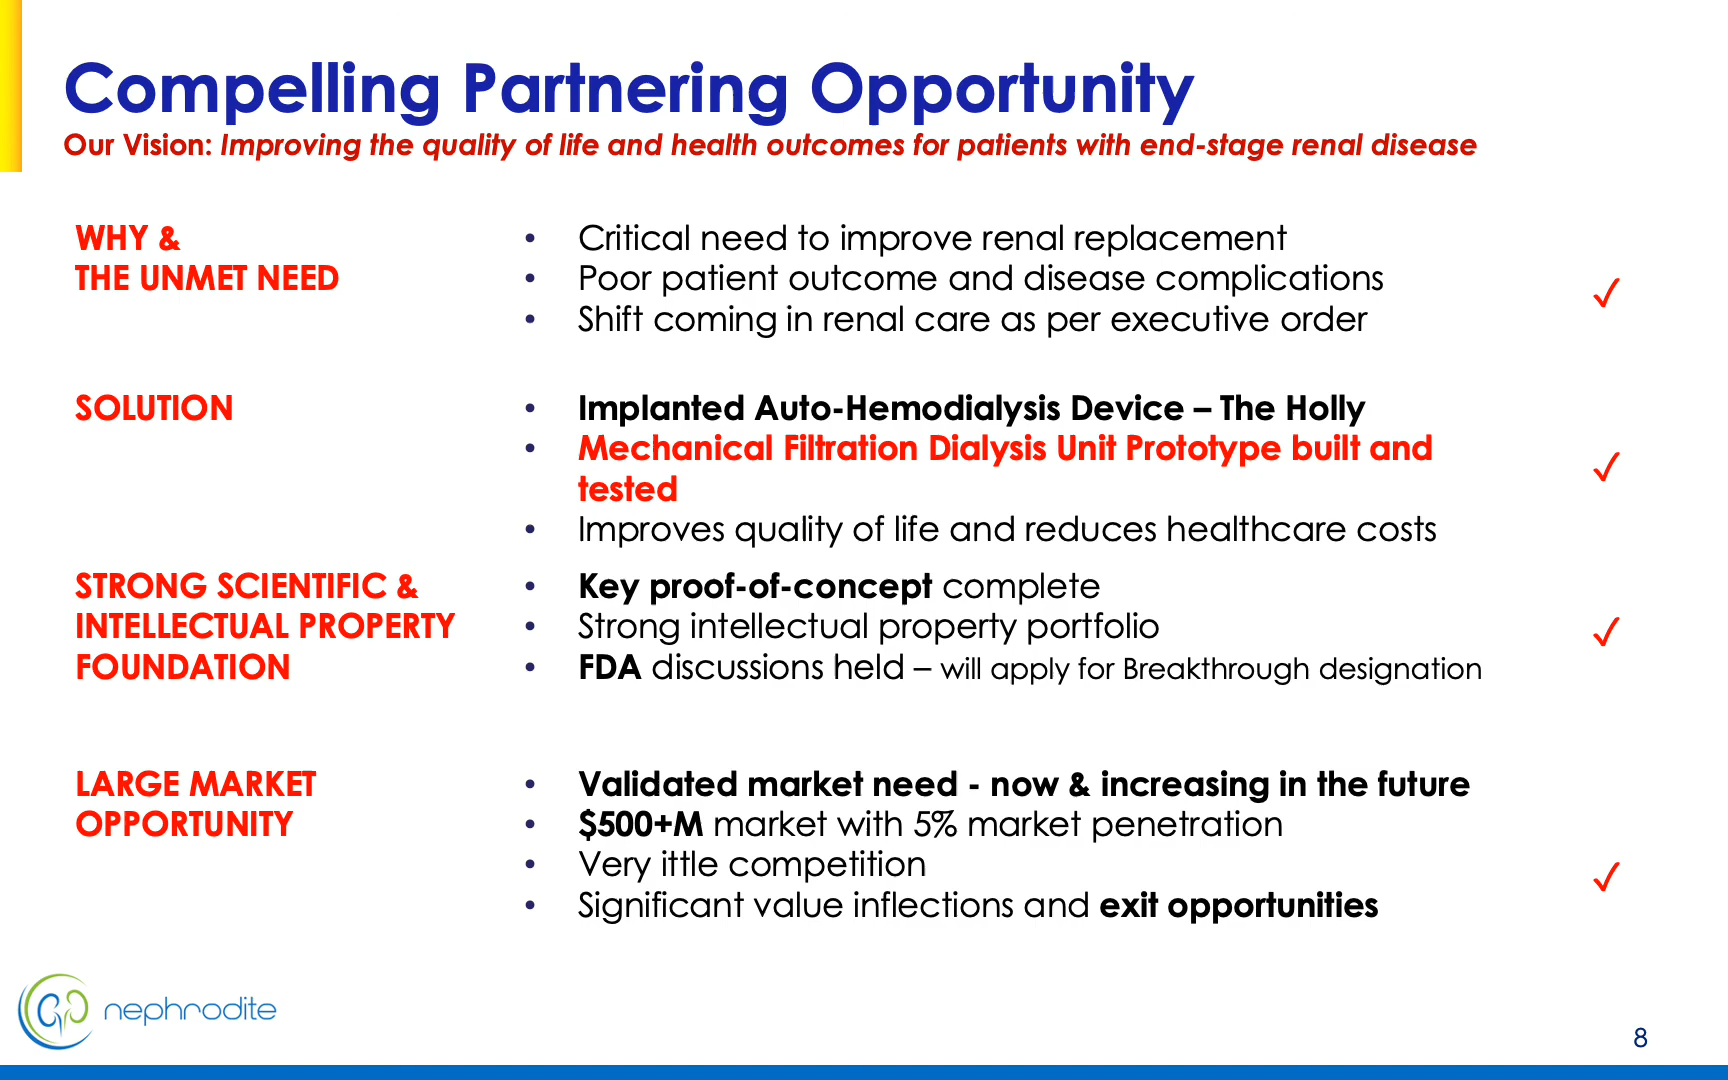 Compelling Partnering Opportunity
Our Vision: Improving the quality of life and health outcomes for patients with end-stage renal disease
WHY &
THE UNMET NEED
• Critical need to improve renal replacement
• Poor patient outcome and disease complications
• Shift coming in renal care as per executive order
✓
SOLUTION
• Implanted Auto-Hemodialysis Device – The Holly
• Mechanical Filtration Dialysis Unit Prototype built and
tested
• Improves quality of life and reduces healthcare costs
✓
STRONG SCIENTIFIC &
INTELLECTUAL PROPERTY
FOUNDATION
• Key proof-of-concept complete
• Strong intellectual property portfolio
• FDA discussions held – will apply for Breakthrough designation
✓
LARGE MARKET
OPPORTUNITY
• Validated market need - now & increasing in the future
• $500+M market with 5% market penetration
• Very ittle competition
• Significant value inflections and exit opportunities
✓
nephrodite
8